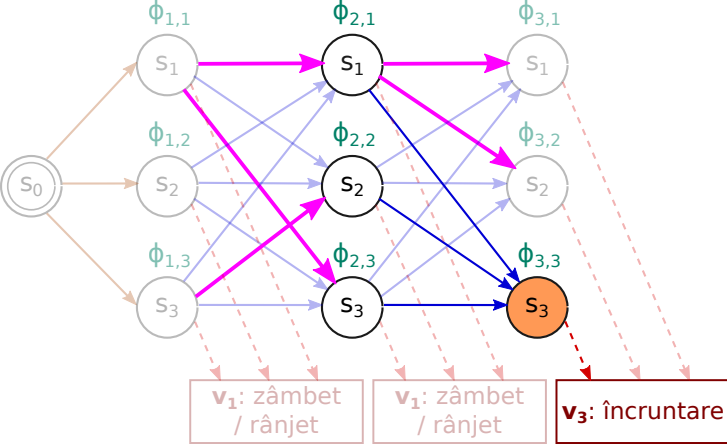 ϕ1,1 ϕ2,1 ϕ3,1
s1 s1 s1
ϕ1,2 ϕ2,2 ϕ3,2
s0 s2 s2 s2
ϕ1,3 ϕ2,3 ϕ3,3
s3 s3 s3
v1: zâmbet
/ rânjet
v1: zâmbet
/ rânjet
v3: încruntare